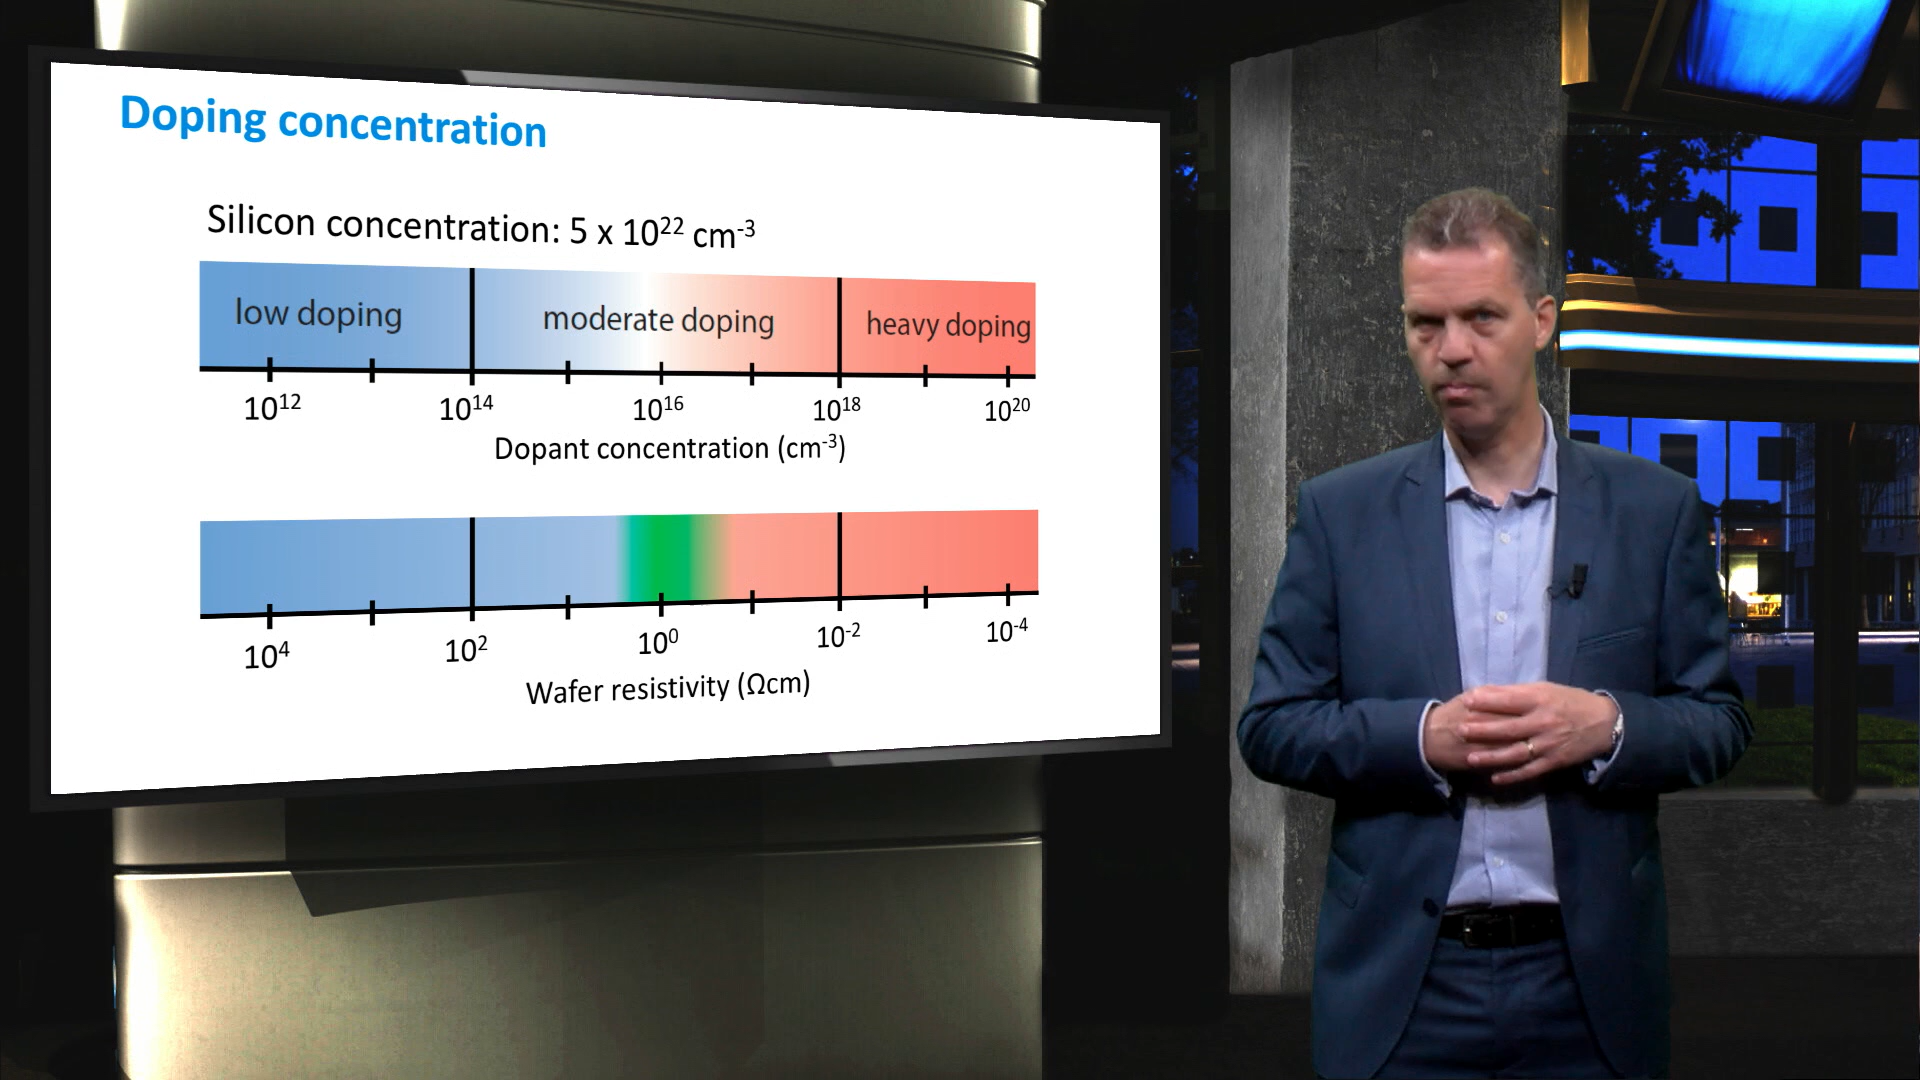 Doping concentration
Silicon concentration: 5 x 10²² cm⁻³
low doping moderate doping heavy doping
10¹² 10¹⁴ 10¹⁶ 10¹⁸ 10²⁰
Dopant concentration (cm⁻³)
10⁴ 10² 10⁰ 10⁻² 10⁻⁴
Wafer resistivity (Ωcm)